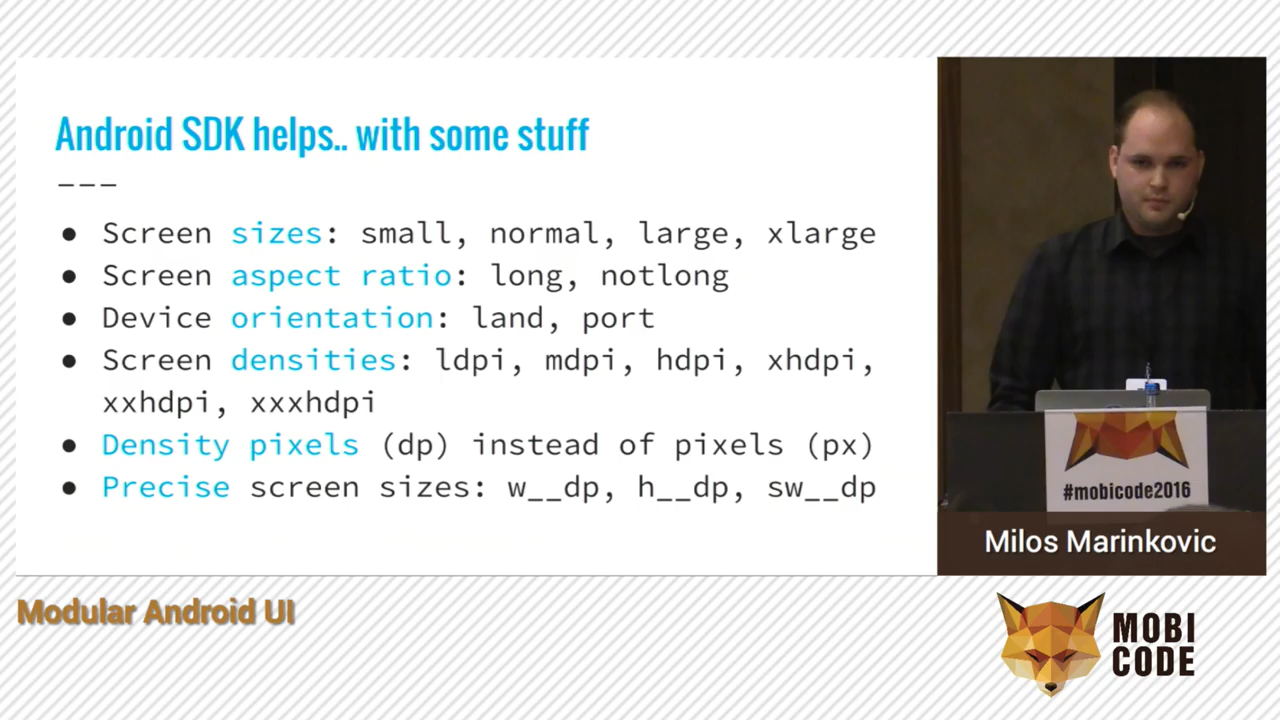 Android SDK helps.. with some stuff
---
● Screen sizes: small, normal, large, xlarge
● Screen aspect ratio: long, notlong
● Device orientation: land, port
● Screen densities: ldpi, mdpi, hdpi, xhdpi,
xxhdpi, xxxhdpi
● Density pixels (dp) instead of pixels (px)
● Precise screen sizes: w__dp, h__dp, sw__dp
#mobicode2016
Milos Marinkovic
Modular Android UI
MOBI
CODE